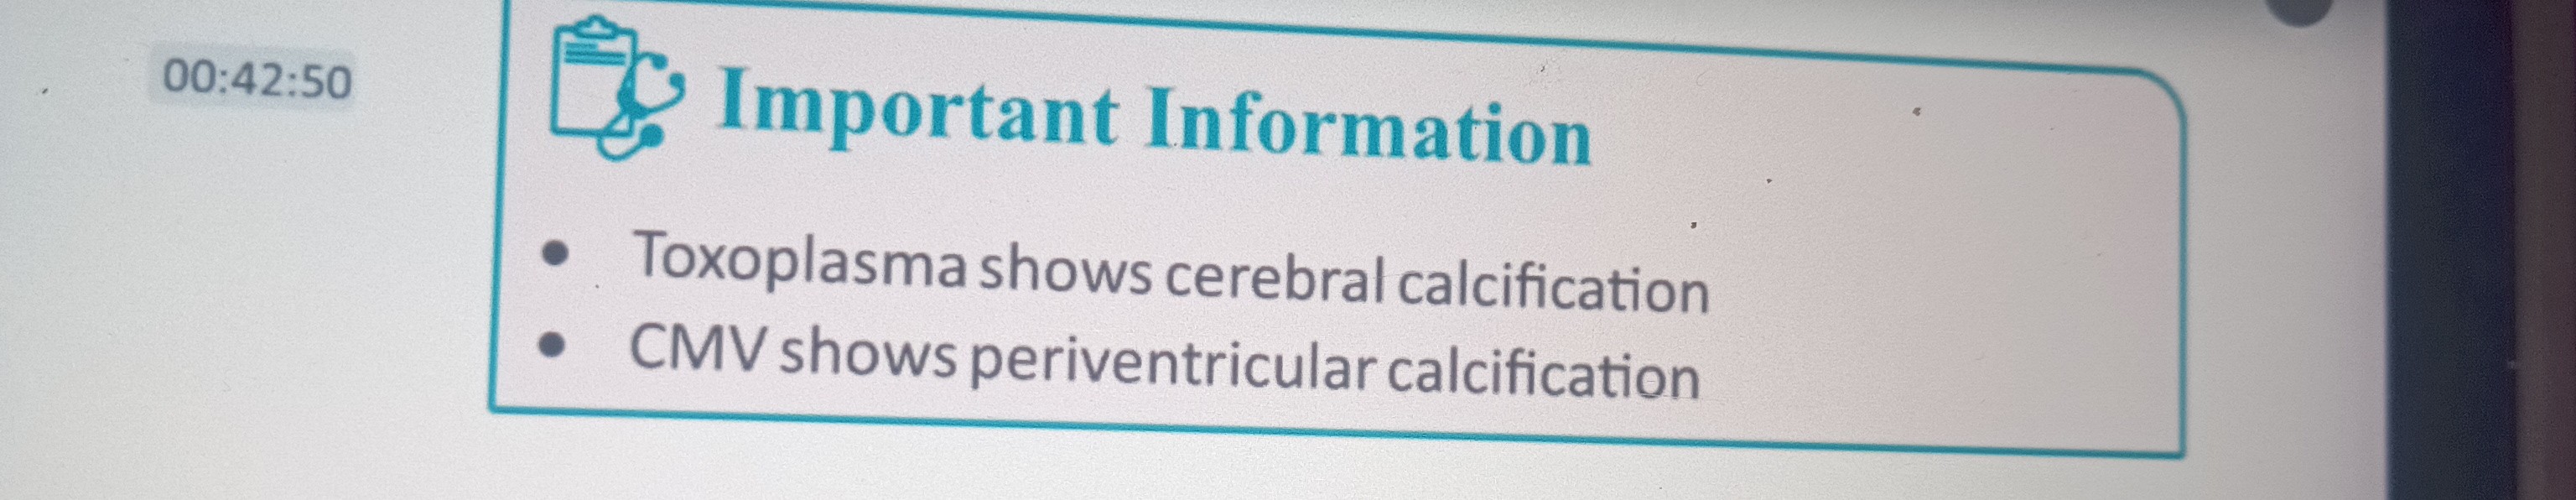 00:42:50
Important Information
• Toxoplasma shows cerebral calcification
• CMV shows periventricular calcification